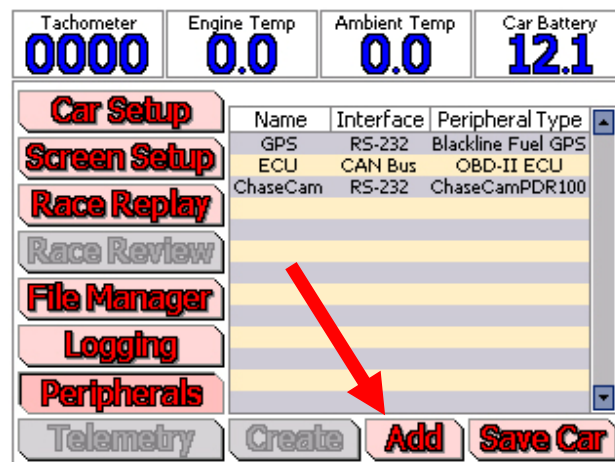 Tachometer Engine Temp Ambient Temp Car Battery
0000 0.0 0.0 12.1
Car Setup
Screen Setup
Race Replay
Race Review
File Manager
Logging
Peripherals
Telemetry
Name Interface Peripheral Type
GPS RS-232 Blackline Fuel GPS
ECU CAN Bus OBD-II ECU
ChaseCam RS-232 ChaseCamPDR100
Create Add Save Car